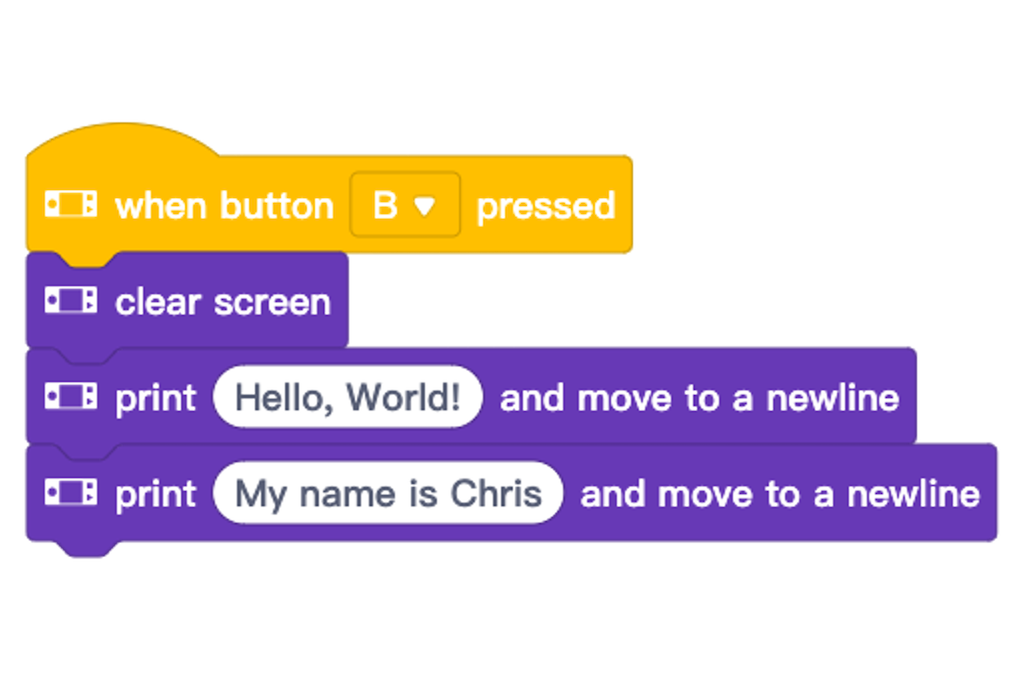 when button B pressed
clear screen
print Hello, World! and move to a newline
print My name is Chris and move to a newline